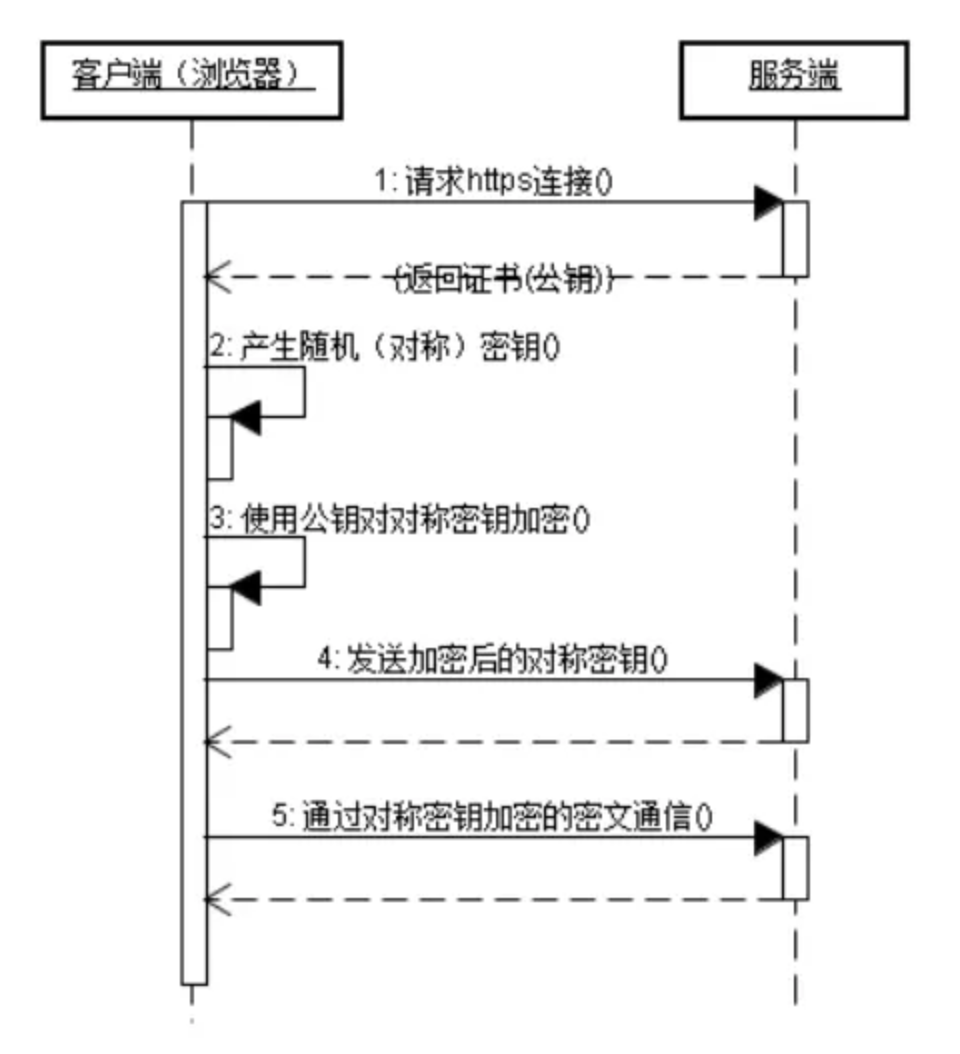 客户端（浏览器）
服务端
1: 请求https连接()
{返回证书(公钥)}
2: 产生随机（对称）密钥()
3: 使用公钥对对称密钥加密()
4: 发送加密后的对称密钥()
5: 通过对称密钥加密的密文通信()